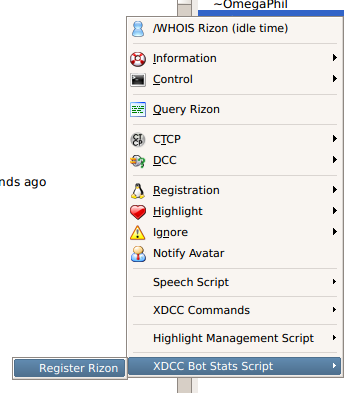 ~OmegaPhil
/WHOIS Rizon (idle time)
Information
Control
Query Rizon
CTCP
DCC
nds ago
Registration
Highlight
Ignore
Notify Avatar
Speech Script
XDCC Commands
Highlight Management Script
Register Rizon
XDCC Bot Stats Script